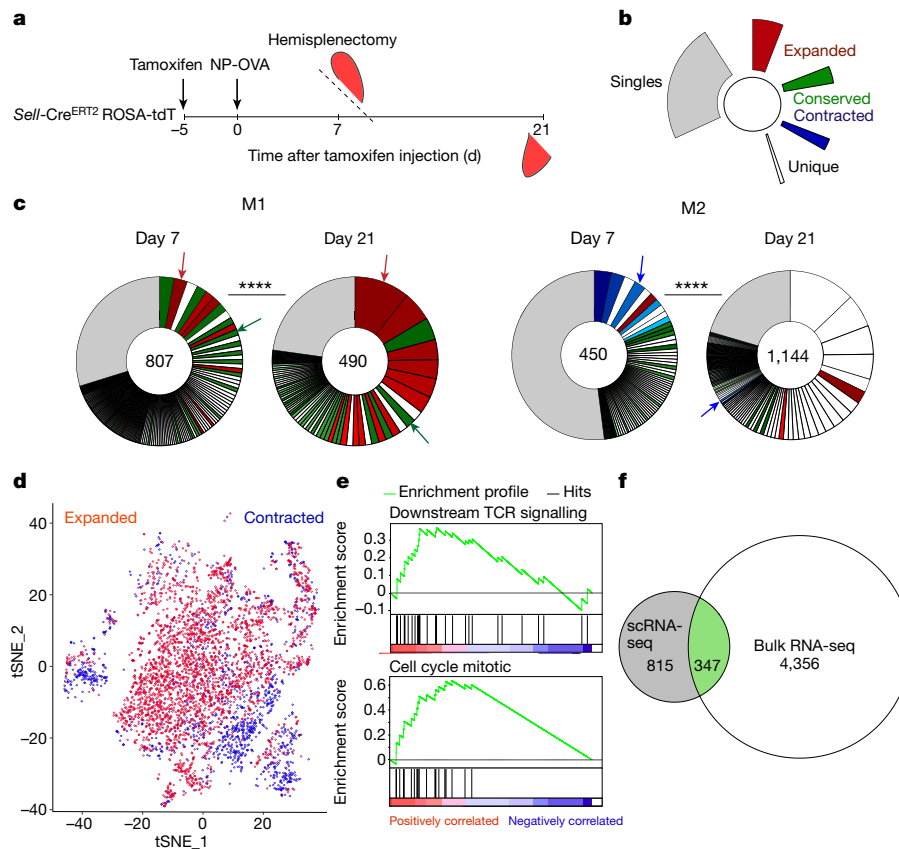 a
Hemisplenectomy
Tamoxifen NP-OVA
Sell-CreERT2 ROSA-tdT
–5 0 7 21
Time after tamoxifen injection (d)
b
Expanded
Singles
Conserved
Contracted
Unique
c
M1
M2
Day 7
Day 21
Day 7
Day 21
****
****
807
490
450
1,144
d
Expanded
Contracted
40
20
0
–20
–40
tSNE_2
–40 –20 0 20
tSNE_1
e
Enrichment profile Hits
Downstream TCR signalling
0.3
0.2
0.1
0
–0.1
Enrichment score
Cell cycle mitotic
0.6
0.4
0.2
0
Enrichment score
Positively correlated Negatively correlated
f
scRNA-
seq
815
347
Bulk RNA-seq
4,356